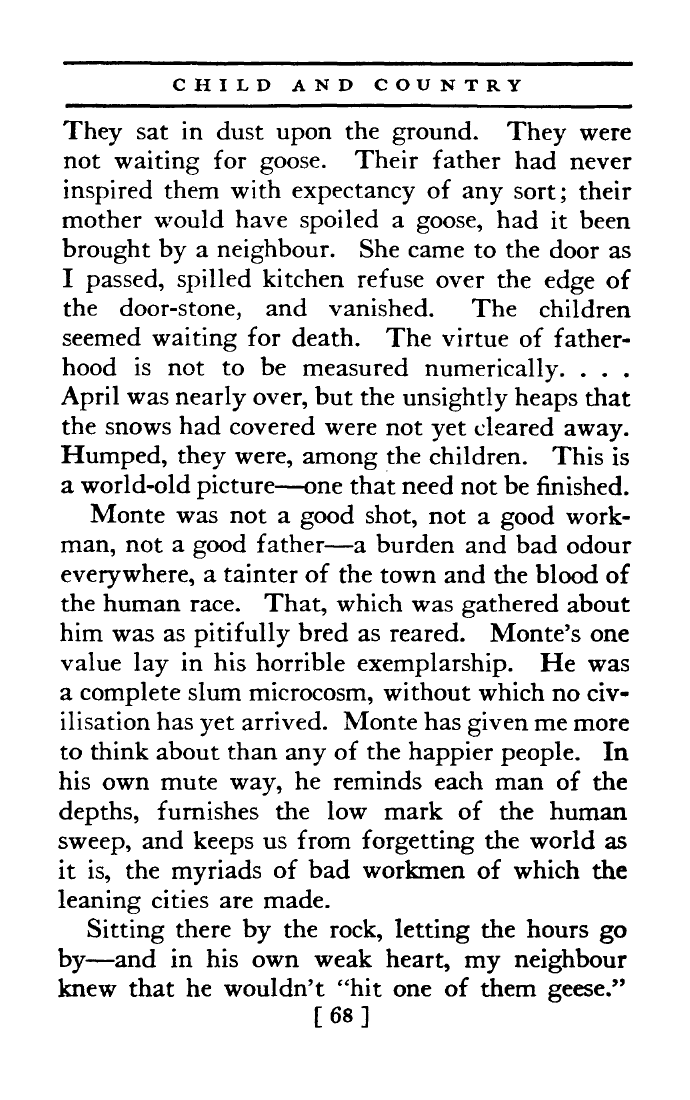 CHILD AND COUNTRY
They sat in dust upon the ground. They were
not waiting for goose. Their father had never
inspired them with expectancy of any sort; their
mother would have spoiled a goose, had it been
brought by a neighbour. She came to the door as
I passed, spilled kitchen refuse over the edge of
the door-stone, and vanished. The children
seemed waiting for death. The virtue of father-
hood is not to be measured numerically. . . .
April was nearly over, but the unsightly heaps that
the snows had covered were not yet cleared away.
Humped, they were, among the children. This is
a world-old picture—one that need not be finished.
Monte was not a good shot, not a good work-
man, not a good father—a burden and bad odour
everywhere, a tainter of the town and the blood of
the human race. That, which was gathered about
him was as pitifully bred as reared. Monte's one
value lay in his horrible exemplarship. He was
a complete slum microcosm, without which no civ-
ilisation has yet arrived. Monte has given me more
to think about than any of the happier people. In
his own mute way, he reminds each man of the
depths, furnishes the low mark of the human
sweep, and keeps us from forgetting the world as
it is, the myriads of bad workmen of which the
leaning cities are made.
Sitting there by the rock, letting the hours go
by—and in his own weak heart, my neighbour
knew that he wouldn't "hit one of them geese."
[ 68 ]